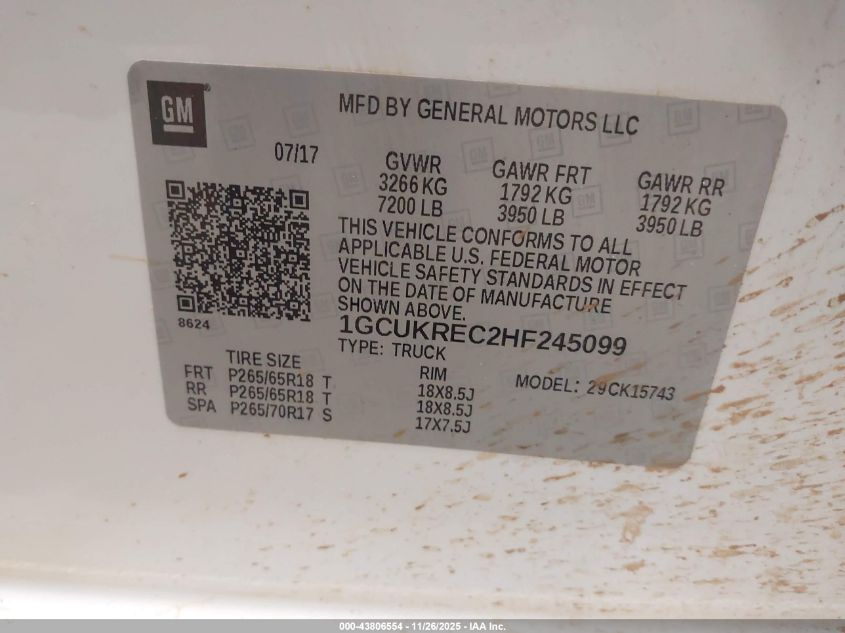 GM®
MFD BY GENERAL MOTORS LLC
07/17
GVWR
3266 KG
7200 LB
GAWR FRT
1792 KG
3950 LB
GAWR RR
1792 KG
3950 LB
THIS VEHICLE CONFORMS TO ALL
APPLICABLE U.S. FEDERAL MOTOR
VEHICLE SAFETY STANDARDS IN EFFECT
ON THE DATE OF MANUFACTURE
SHOWN ABOVE.
1GCUKREC2HF245099
TYPE: TRUCK
8624
TIRE SIZE RIM
FRT P265/65R18 T 18X8.5J
RR P265/65R18 T 18X8.5J
SPA P265/70R17 S 17X7.5J
MODEL: 29CK15743
000-43806554 - 11/26/2025 - IAA Inc.